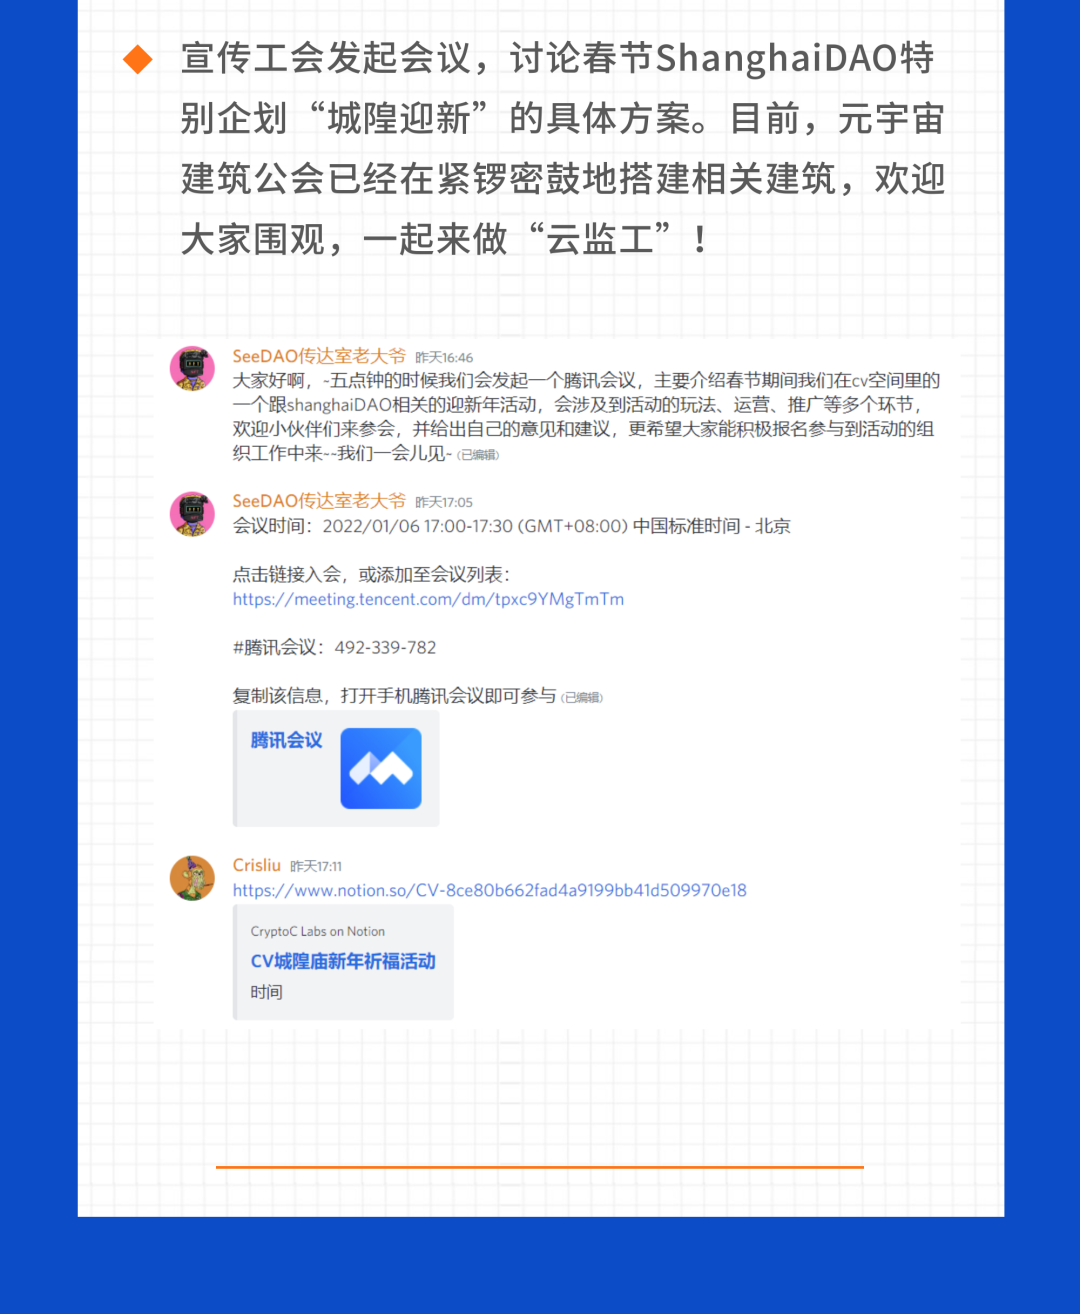 宣传工会发起会议，讨论春节ShanghaiDAO特
别企划“城隍迎新”的具体方案。目前，元宇宙
建筑公会已经在紧锣密鼓地搭建相关建筑，欢迎
大家围观，一起来做“云监工”！
SeeDAO传达室老大爷 昨天16:46
大家好啊，~五点钟的时候我们会发起一个腾讯会议，主要介绍春节期间我们在cv空间里的
一个跟shanghaiDAO相关的迎新年活动，会涉及到活动的玩法、运营、推广等多个环节，
欢迎小伙伴们来参会，并给出自己的意见和建议，更希望大家能积极报名参与到活动的组
织工作中来~~我们一会儿见~ (已编辑)
SeeDAO传达室老大爷 昨天17:05
会议时间：2022/01/06 17:00-17:30 (GMT+08:00) 中国标准时间 - 北京
点击链接入会，或添加至会议列表：
https://meeting.tencent.com/dm/tpxc9YMgTmTm
#腾讯会议：492-339-782
复制该信息，打开手机腾讯会议即可参与 (已编辑)
腾讯会议
Crisliu 昨天17:11
https://www.notion.so/CV-8ce80b662fad4a9199bb41d509970e18
CryptoC Labs on Notion
CV城隍庙新年祈福活动
时间